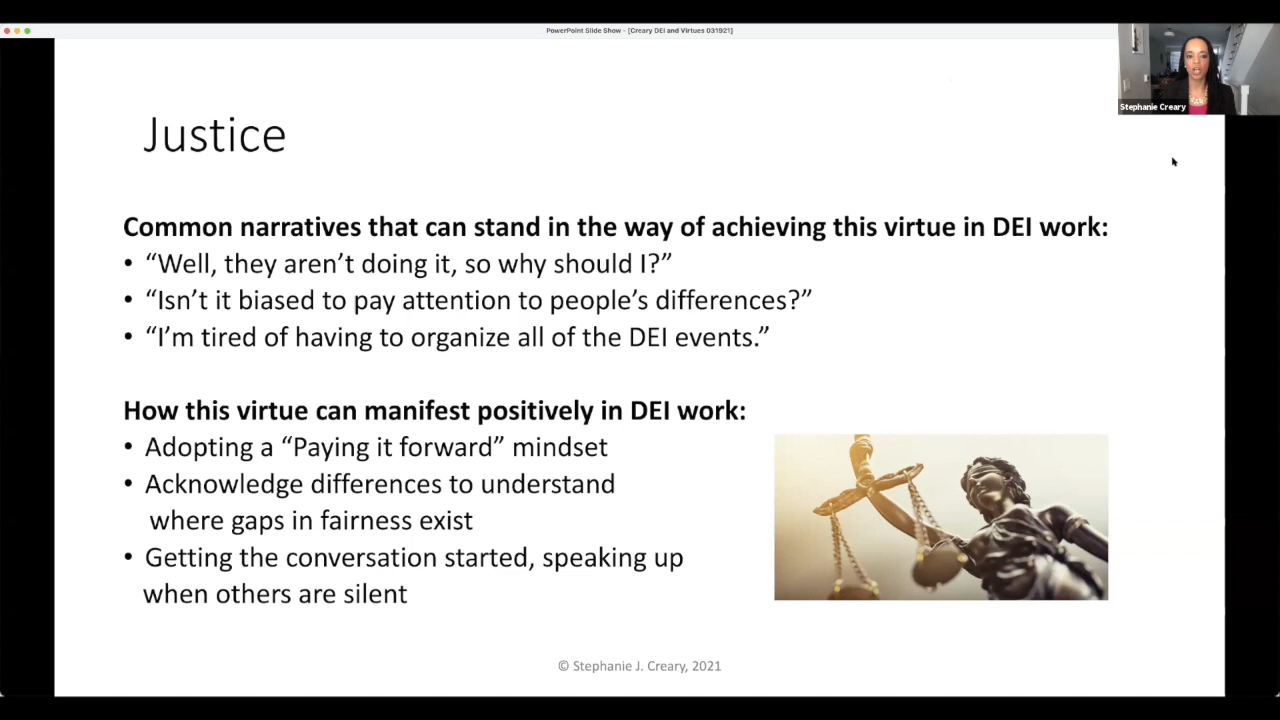 PowerPoint Slide Show - [Creary DEI and Virtues 031921]
Stephanie Creary
Justice
Common narratives that can stand in the way of achieving this virtue in DEI work:
• “Well, they aren’t doing it, so why should I?”
• “Isn’t it biased to pay attention to people’s differences?”
• “I’m tired of having to organize all of the DEI events.”
How this virtue can manifest positively in DEI work:
• Adopting a “Paying it forward” mindset
• Acknowledge differences to understand
where gaps in fairness exist
• Getting the conversation started, speaking up
when others are silent
© Stephanie J. Creary, 2021